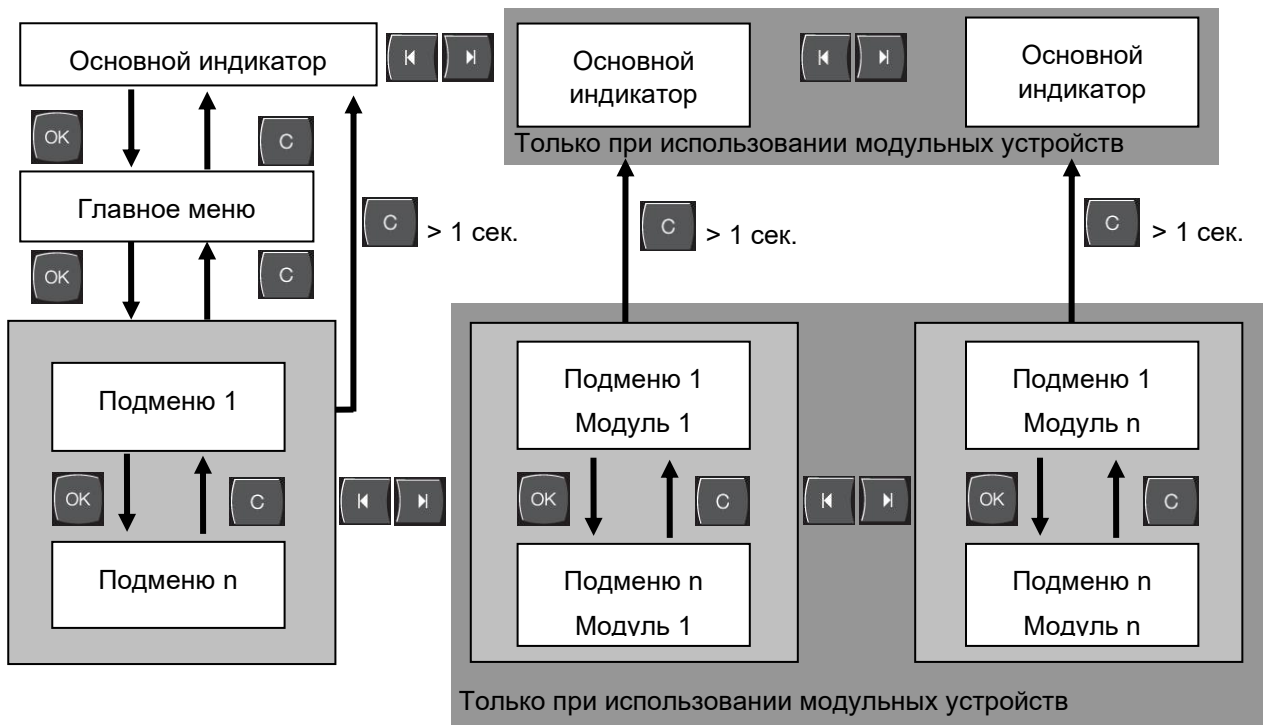 Основной индикатор
Основной
индикатор
Основной
индикатор
Только при использовании модульных устройств
OK
C
Главное меню
C > 1 сек.
C > 1 сек.
C > 1 сек.
OK
C
Подменю 1
Подменю 1
Модуль 1
Подменю 1
Модуль n
OK
C
OK
C
OK
C
Подменю n
Подменю n
Модуль 1
Подменю n
Модуль n
Только при использовании модульных устройств